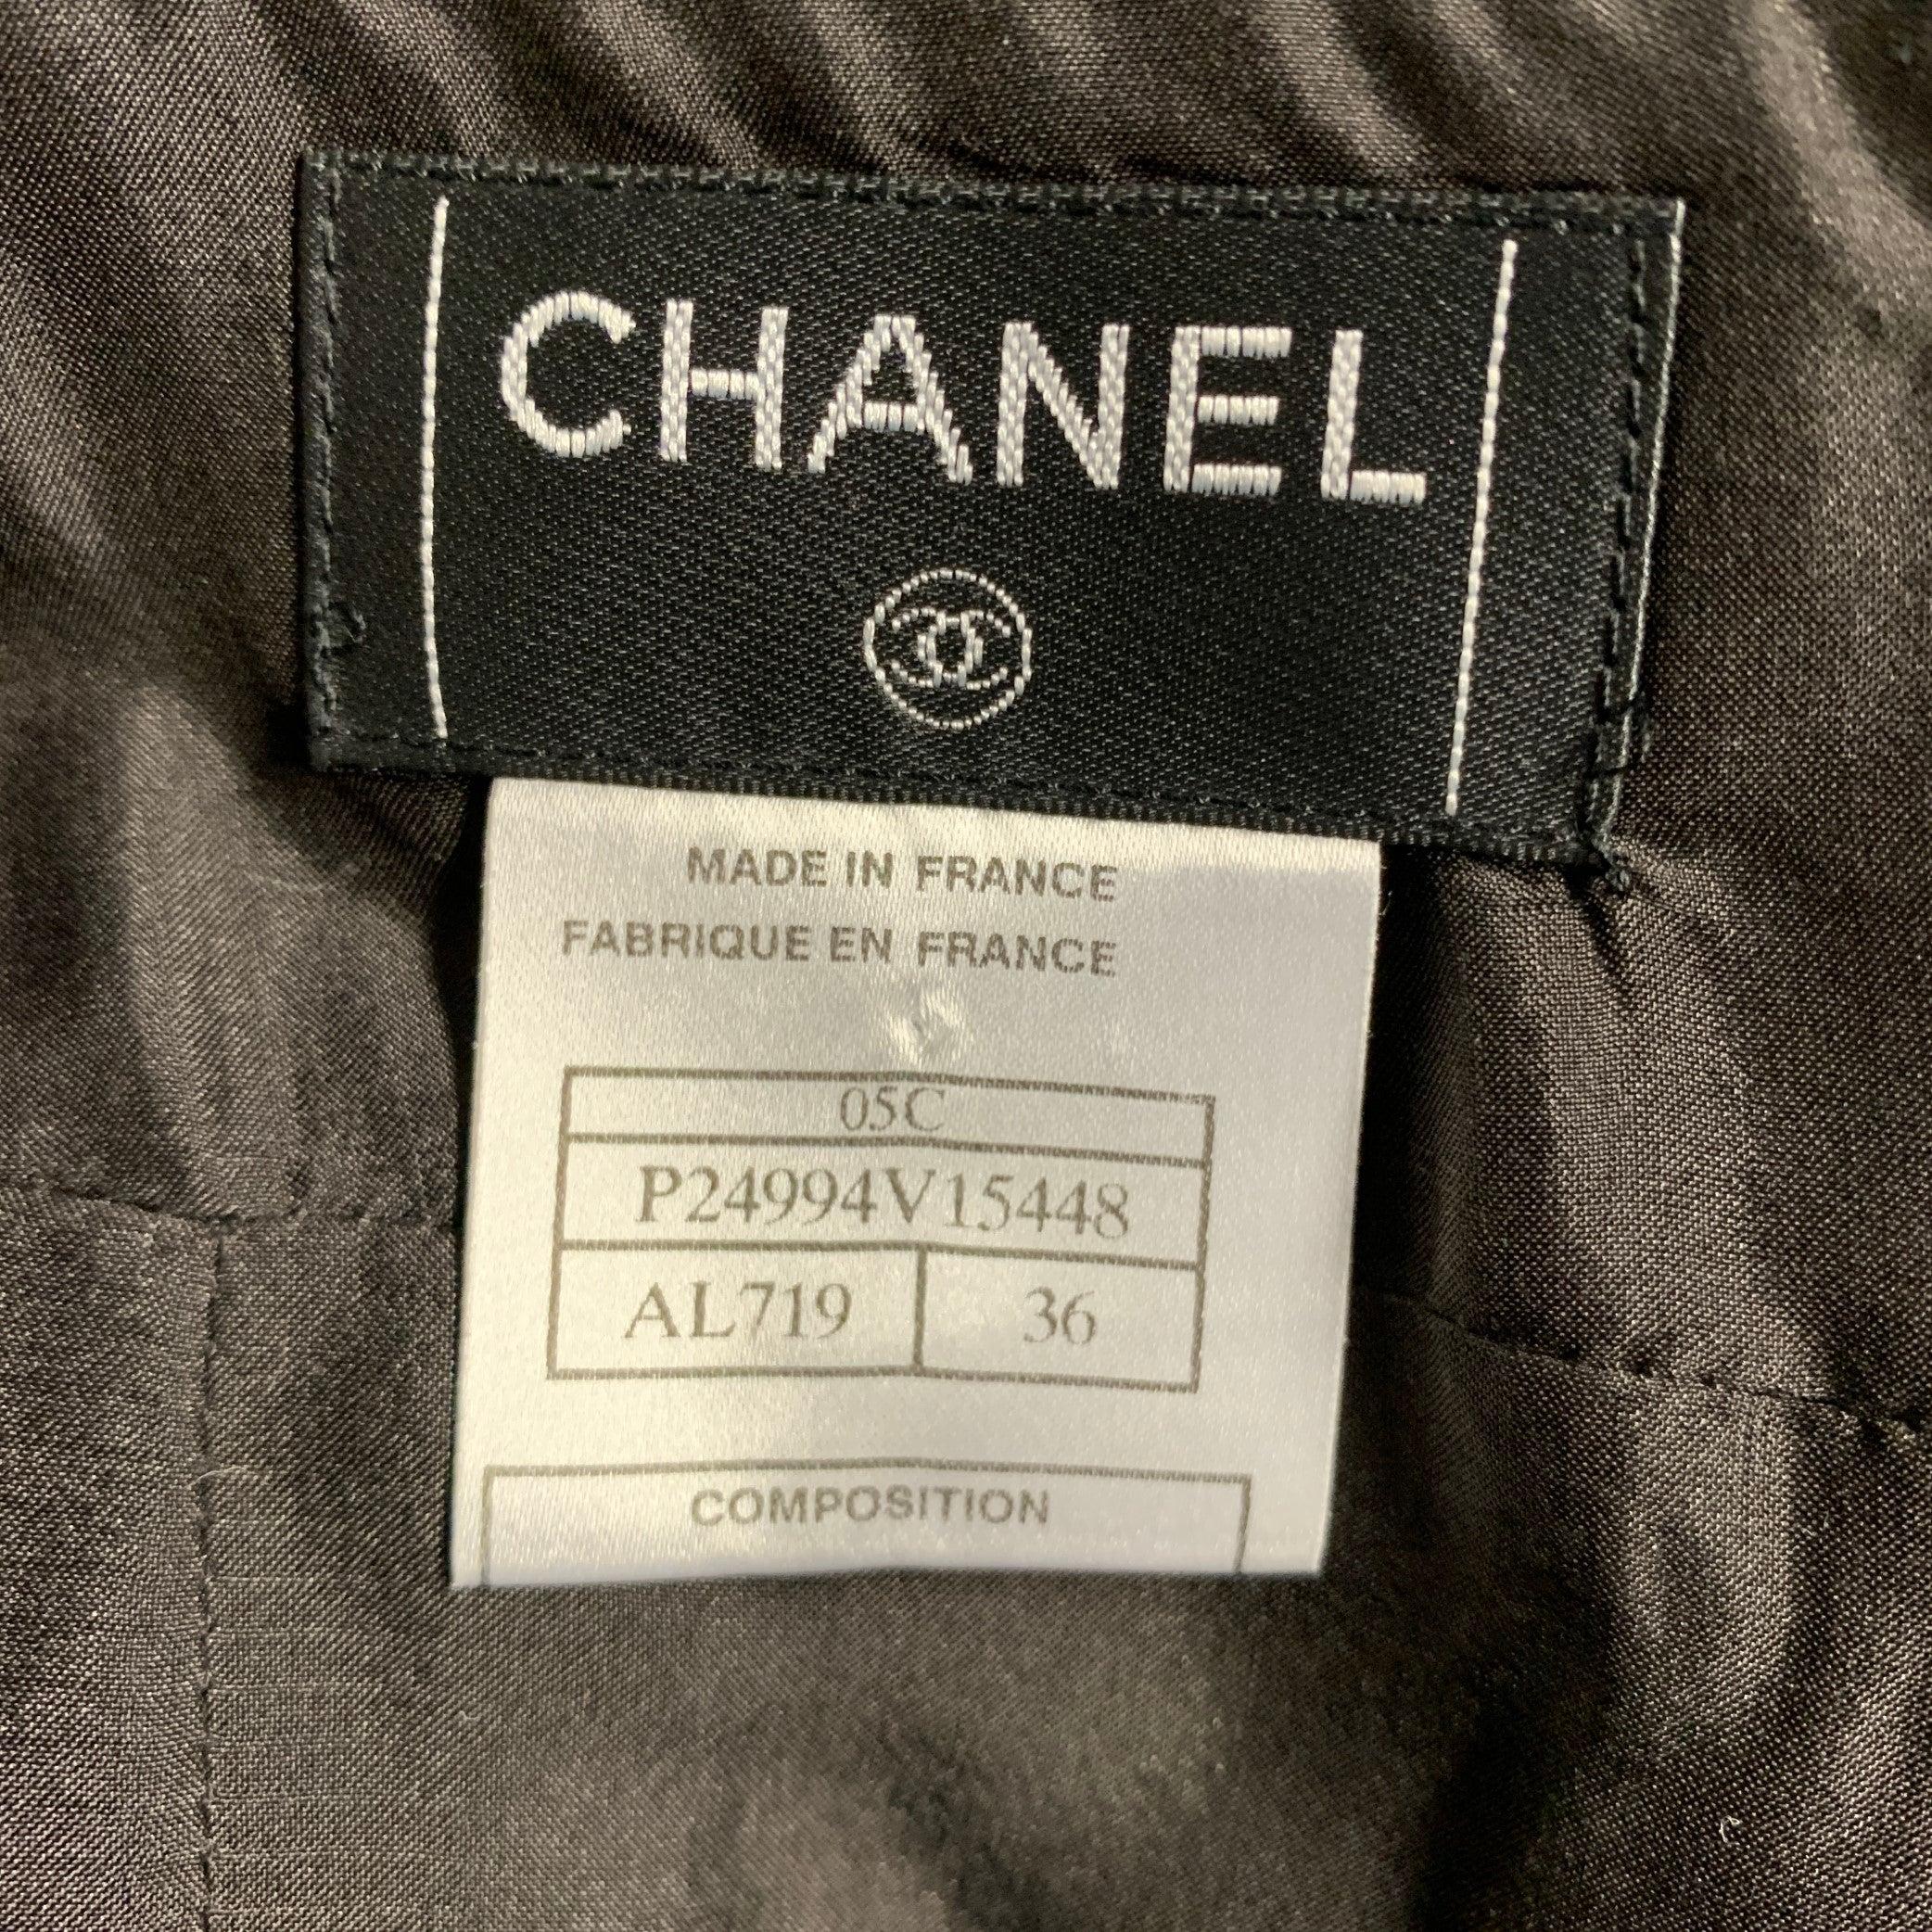 CHANEL
MADE IN FRANCE
FABRIQUE EN FRANCE
05C
P24994V15448
AL719 36
COMPOSITION